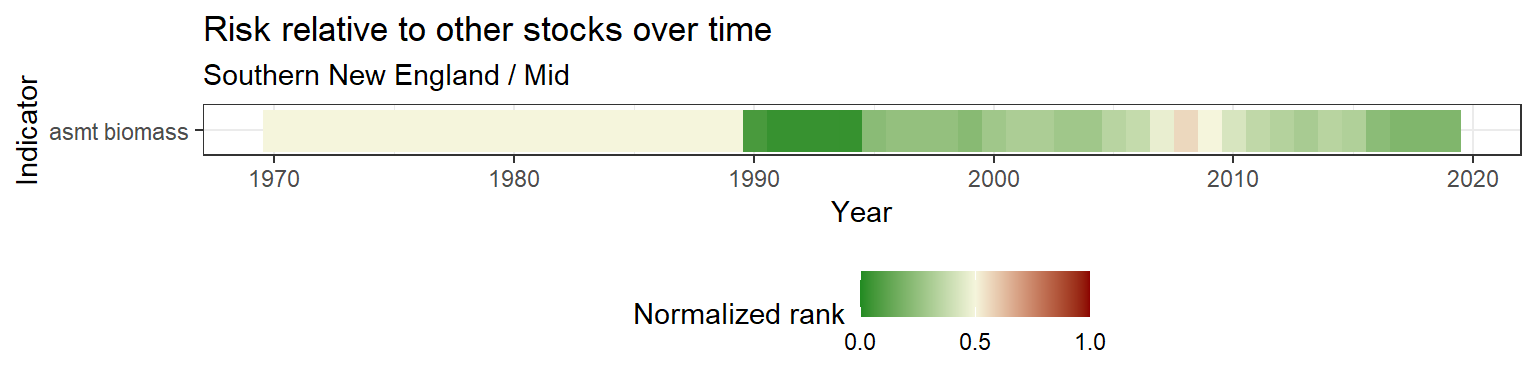 Risk relative to other stocks over time
Southern New England / Mid
Indicator
asmt biomass
1970 1980 1990 2000 2010 2020
Year
Normalized rank
0.0 0.5 1.0